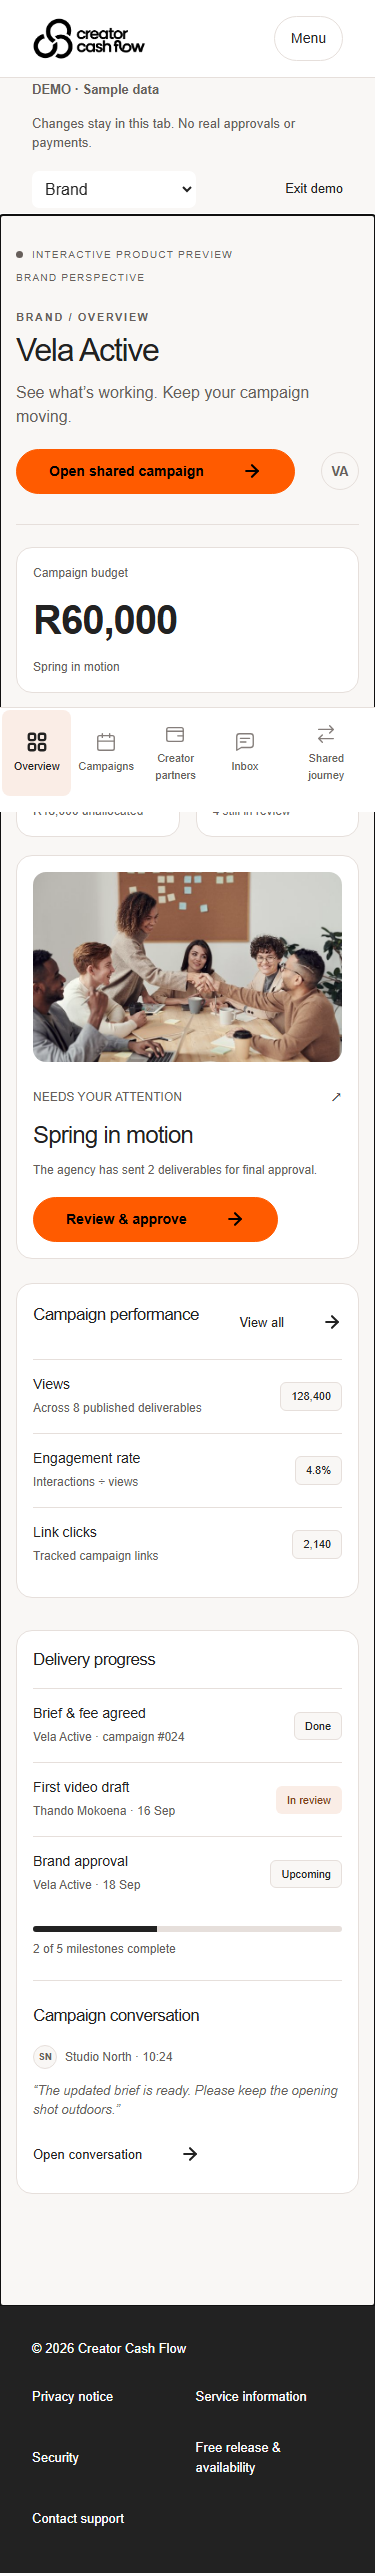 creator
cash flow
Menu
DEMO · Sample data
Changes stay in this tab. No real approvals or
payments.
Brand
Exit demo
INTERACTIVE PRODUCT PREVIEW
BRAND PERSPECTIVE
BRAND / OVERVIEW
Vela Active
See what's working. Keep your campaign
moving.
Open shared campaign
VA
Campaign budget
R60,000
Spring in motion
Overview
Campaigns
Creator
partners
Inbox
Shared
journey
unallocated
4 still in review
NEEDS YOUR ATTENTION ↗
Spring in motion
The agency has sent 2 deliverables for final approval.
Review & approve
Campaign performance
View all
Views
Across 8 published deliverables
128,400
Engagement rate
Interactions ÷ views
4.8%
Link clicks
Tracked campaign links
2,140
Delivery progress
Brief & fee agreed
Vela Active · campaign #024
Done
First video draft
Thando Mokoena · 16 Sep
In review
Brand approval
Vela Active · 18 Sep
Upcoming
2 of 5 milestones complete
Campaign conversation
SN
Studio North · 10:24
“The updated brief is ready. Please keep the opening
shot outdoors.”
Open conversation
© 2026 Creator Cash Flow
Privacy notice
Service information
Security
Free release &
availability
Contact support